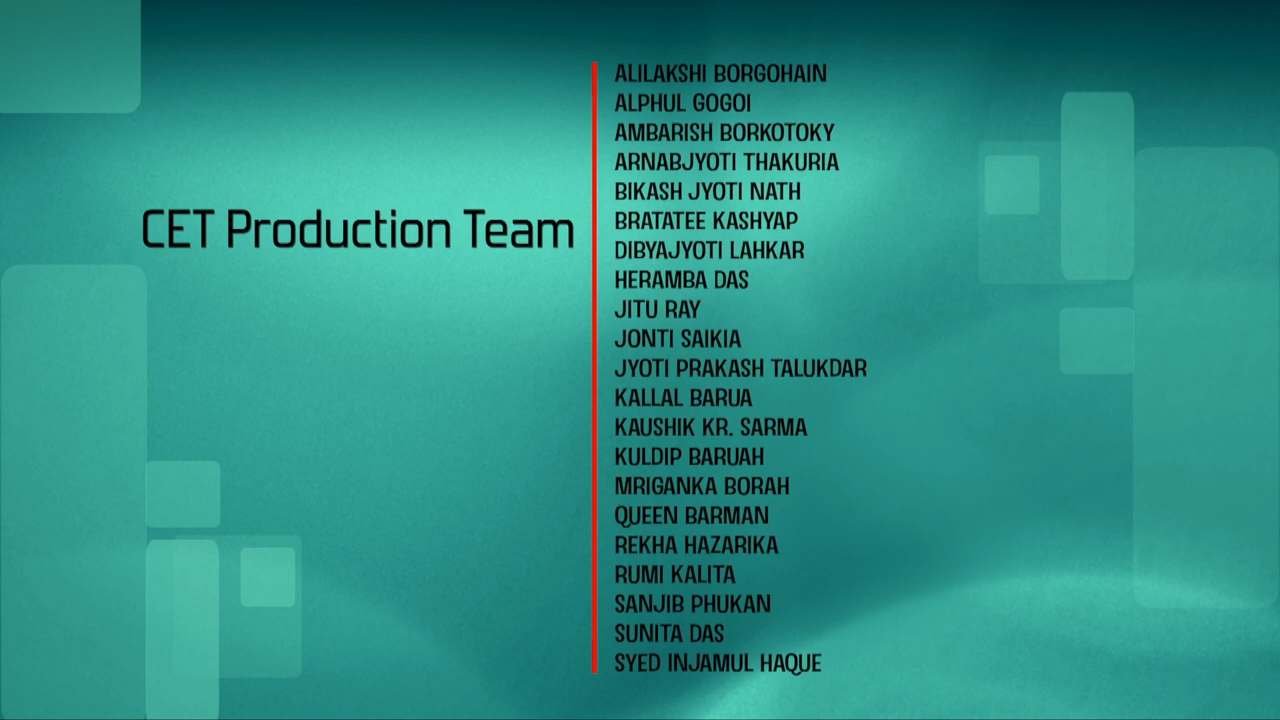 CET Production Team
ALILAKSHI BORGOHAIN
ALPHUL GOGOI
AMBARISH BORKOTOKY
ARNABJYOTI THAKURIA
BIKASH JYOTI NATH
BRATATEE KASHYAP
DIBYAJYOTI LAHKAR
HERAMBA DAS
JITU RAY
JONTI SAIKIA
JYOTI PRAKASH TALUKDAR
KALLAL BARUA
KAUSHIK KR. SARMA
KULDIP BARUAH
MRIGANKA BORAH
QUEEN BARMAN
REKHA HAZARIKA
RUMI KALITA
SANJIB PHUKAN
SUNITA DAS
SYED INJAMUL HAQUE